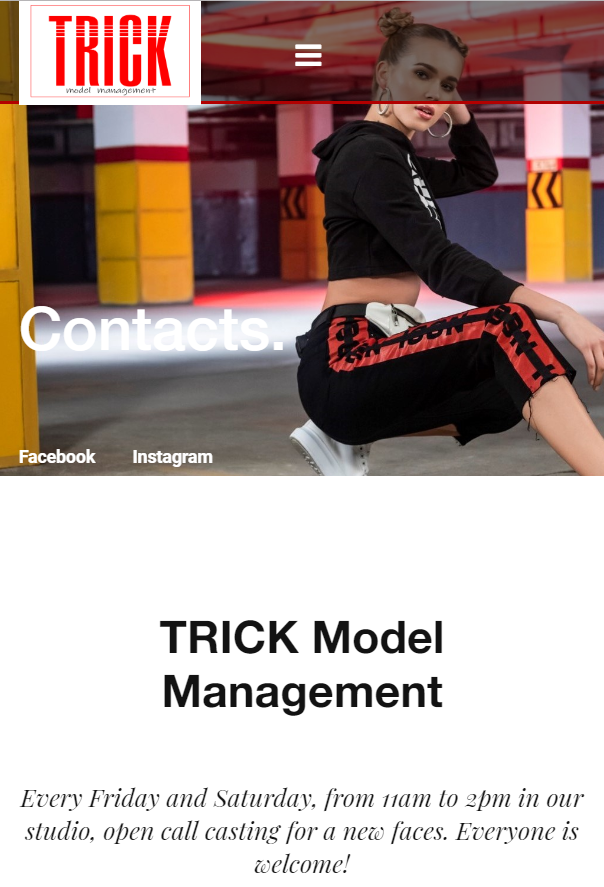 TRICK
model management
Contacts.
Facebook Instagram
TRICK Model
Management
Every Friday and Saturday, from 11am to 2pm in our
studio, open call casting for a new faces. Everyone is
welcome!